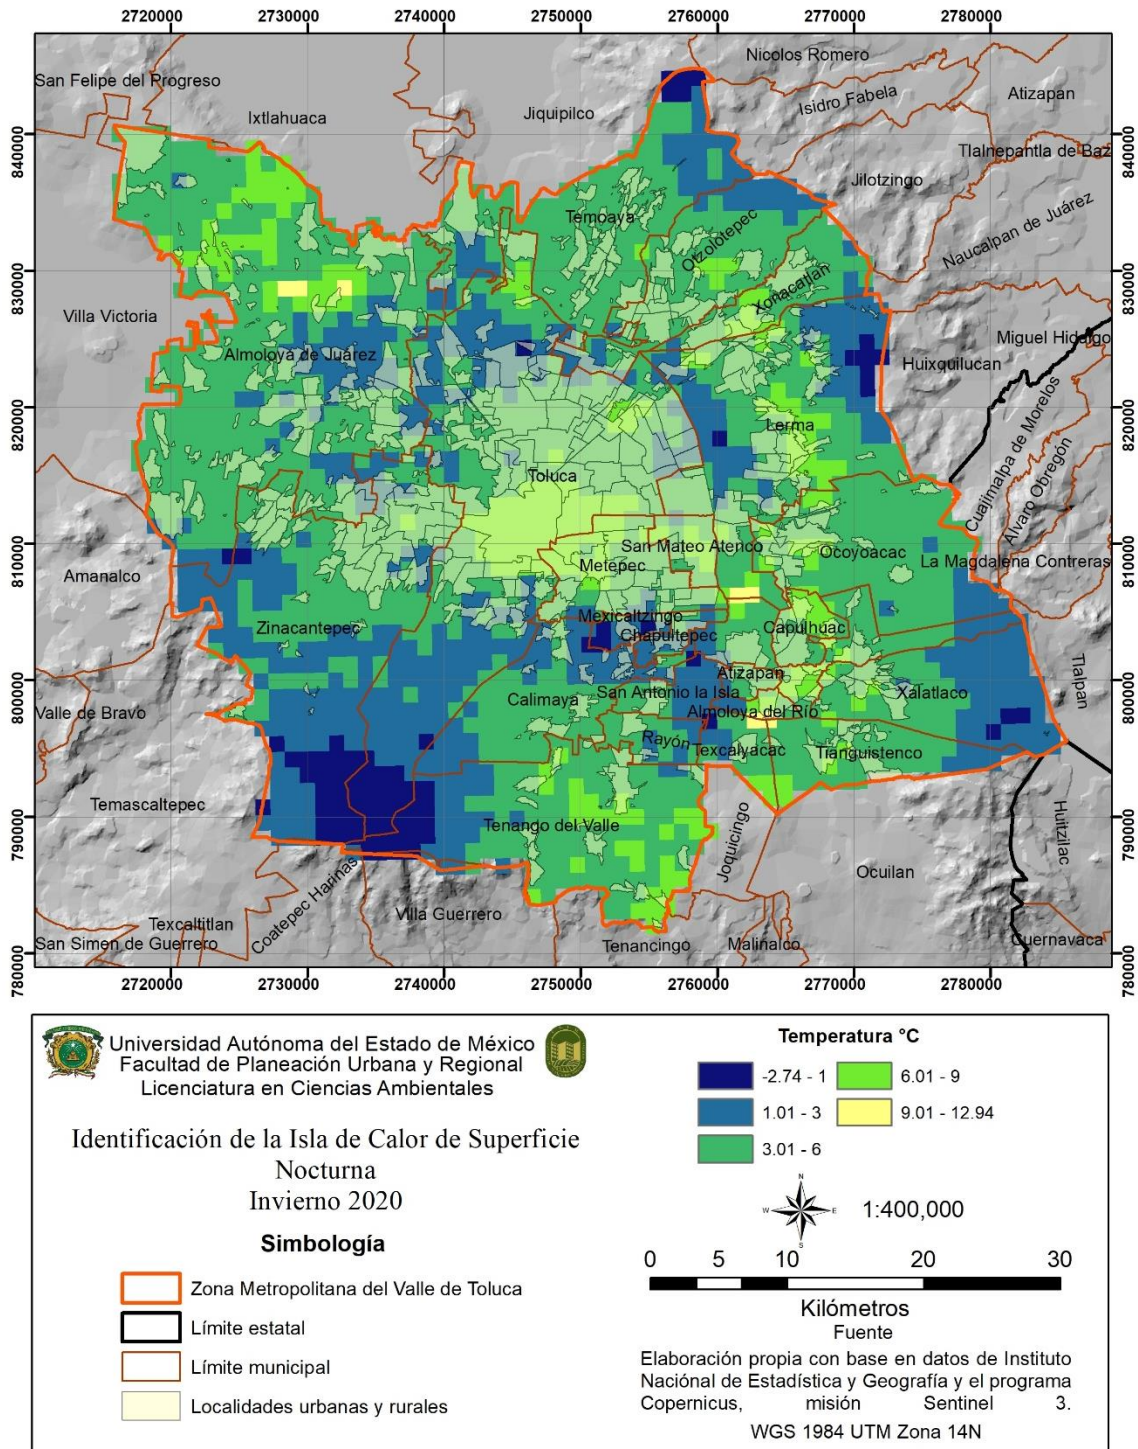 2720000 2730000 2740000 2750000 2760000 2770000 2780000
Nicolos Romero
San Felipe del Progreso
Isidro Fabela
Atizapan
Jiquipilco
Ixtlahuaca
840000
840000
Tlalnepantla de Baz
Jilotzingo
Temoaya
Otzolotepec
Naucalpan de Juárez
830000
830000
Xonacatlan
Villa Victoria
Miguel Hidalgo
Almoloya de Juárez
Huixquilucan
820000
820000
Lerma
Cuajimalpa de Morelos
Alvaro Obregón
Toluca
810000
810000
San Mateo Atenco
Ocoyoacac
La Magdalena Contreras
Metepec
Amanalco
Mexicaltzingo
Zinacantepec
Chapultepec
Capulhuac
Tlalpan
Atizapan
800000
800000
Calimaya
San Antonio la Isla
Xalatlaco
Valle de Bravo
Almoloya del Río
Rayón
Texcalyacac
Tianguistenco
Temascaltepec
790000
790000
Tenango del Valle
Joquicingo
Huitzilac
Ocuilan
Coatepec Harinas
Villa Guerrero
Texcaltitlan
San Simen de Guerrero
Tenancingo
Malinalco
Cuernavaca
780000
780000
2720000 2730000 2740000 2750000 2760000 2770000 2780000
Universidad Autónoma del Estado de México
Facultad de Planeación Urbana y Regional
Licenciatura en Ciencias Ambientales
Identificación de la Isla de Calor de Superficie
Nocturna
Invierno 2020
Simbología
Zona Metropolitana del Valle de Toluca
Límite estatal
Límite municipal
Localidades urbanas y rurales
Temperatura °C
-2.74 - 1
6.01 - 9
1.01 - 3
9.01 - 12.94
3.01 - 6
N
W E
S
1:400,000
0 5 10 20 30
Kilómetros
Fuente
Elaboración propia con base en datos de Instituto
Naciónal de Estadística y Geografía y el programa
Copernicus, misión Sentinel 3.
WGS 1984 UTM Zona 14N